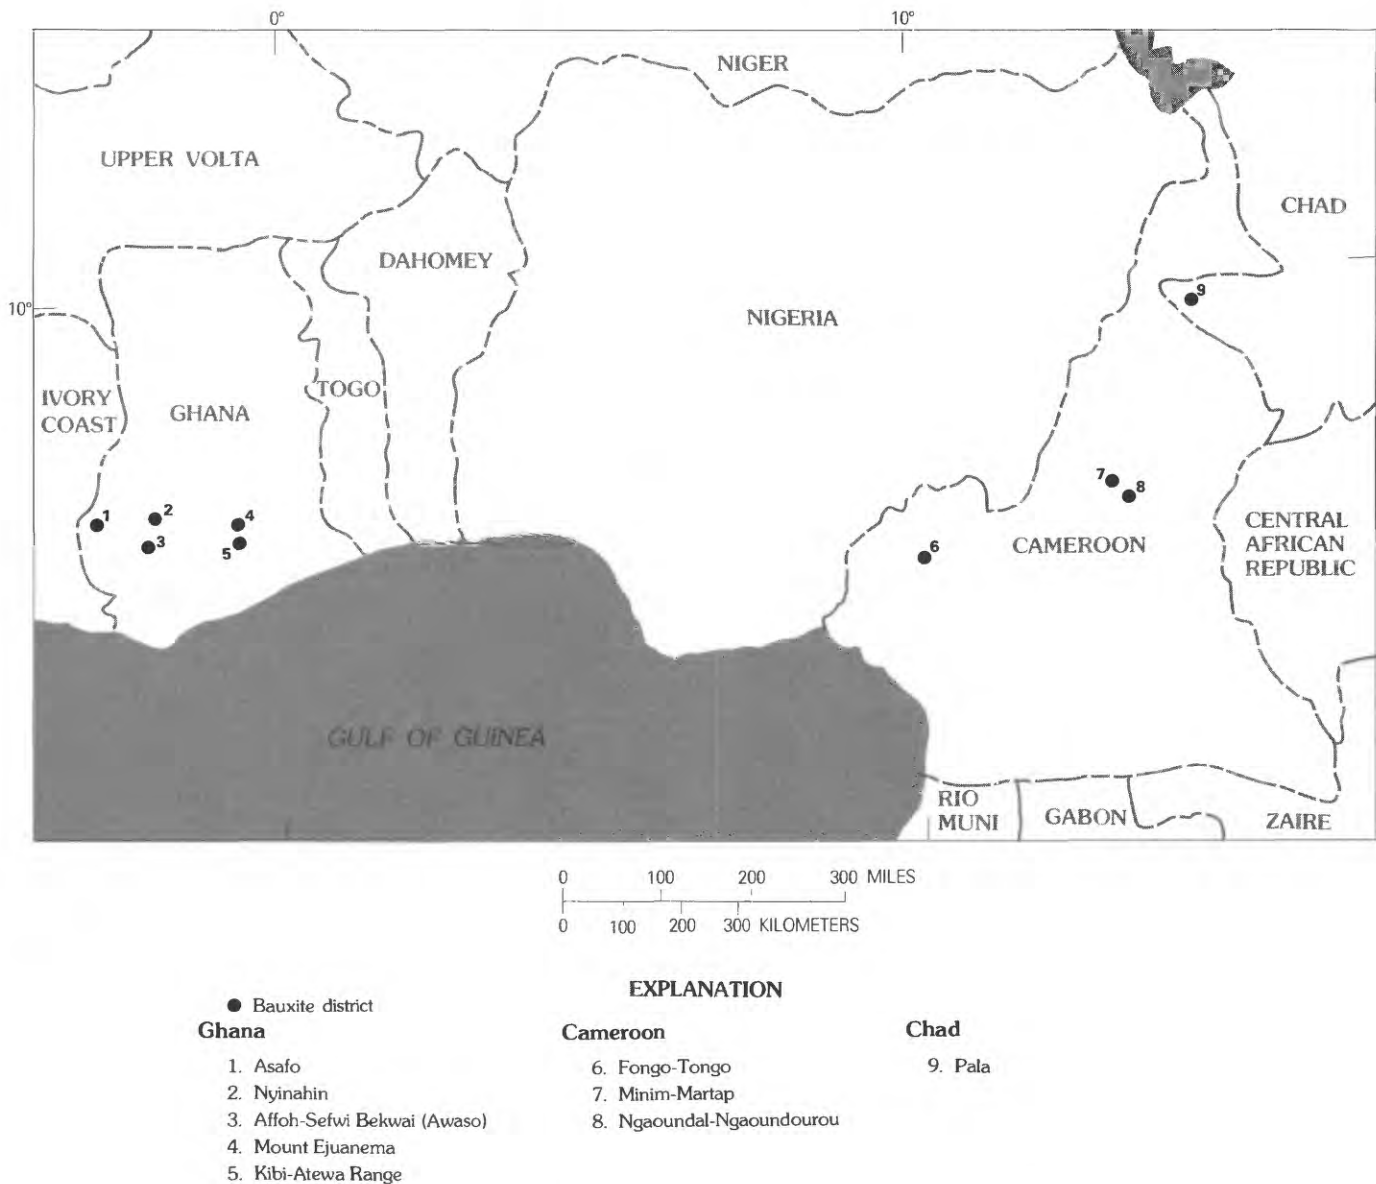 0° 10°
NIGER
UPPER VOLTA
CHAD
DAHOMEY
9
10°
NIGERIA
IVORY
COAST
GHANA
TOGO
7
8
1
2
3
4
5
6
CAMEROON
CENTRAL
AFRICAN
REPUBLIC
GULF OF GUINEA
RIO
MUNI
GABON
ZAIRE
0 100 200 300 MILES
0 100 200 300 KILOMETERS
EXPLANATION
Bauxite district
Ghana
1. Asafo
2. Nyinahin
3. Affoh-Sefwi Bekwai (Awaso)
4. Mount Ejuanema
5. Kibi-Atewa Range
Cameroon
6. Fongo-Tongo
7. Minim-Martap
8. Ngaoundal-Ngaoundourou
Chad
9. Pala